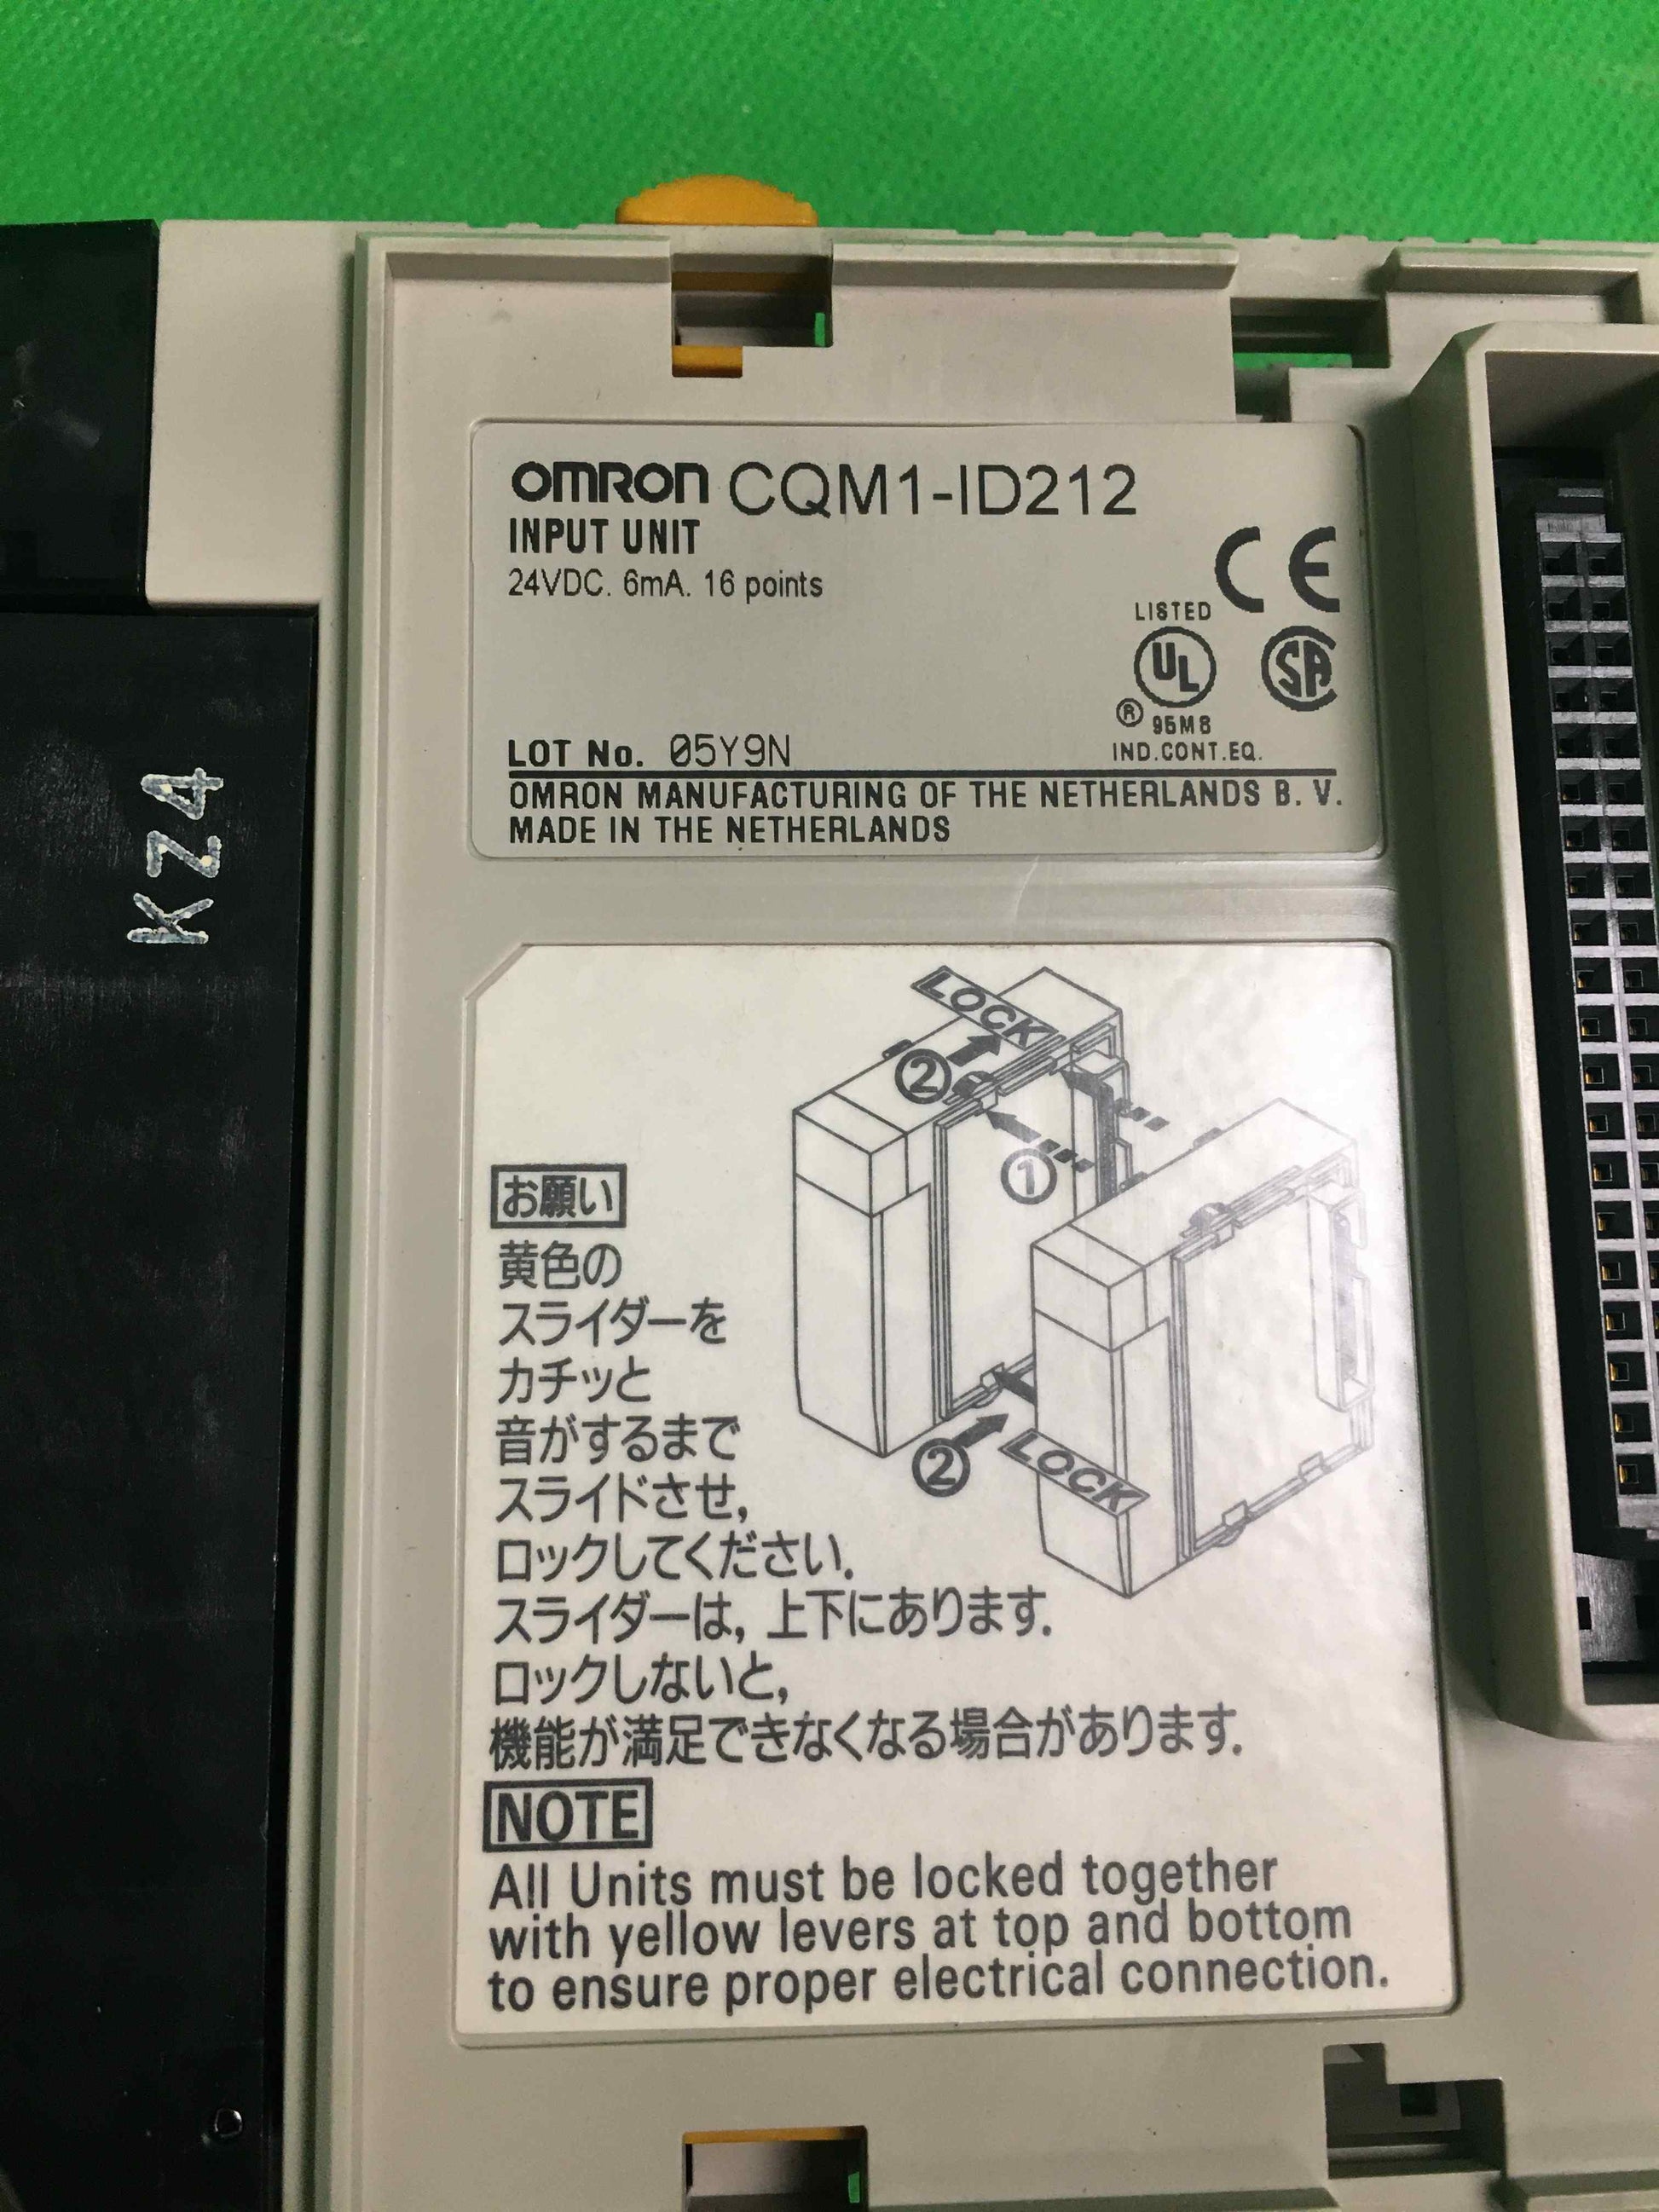 OMRON CQM1-ID212
INPUT UNIT
24VDC. 6mA. 16 points
CE
LISTED
UL
SA
® 95M8
IND.CONT.EQ.
LOT No. 05Y9N
OMRON MANUFACTURING OF THE NETHERLANDS B. V.
MADE IN THE NETHERLANDS
KZ4
LOCK
②
①
②
LOCK
お願い
黄色の
スライダーを
カチッと
音がするまで
スライドさせ,
ロックしてください.
スライダーは, 上下にあります.
ロックしないと,
機能が満足できなくなる場合があります.
NOTE
All Units must be locked together
with yellow levers at top and bottom
to ensure proper electrical connection.